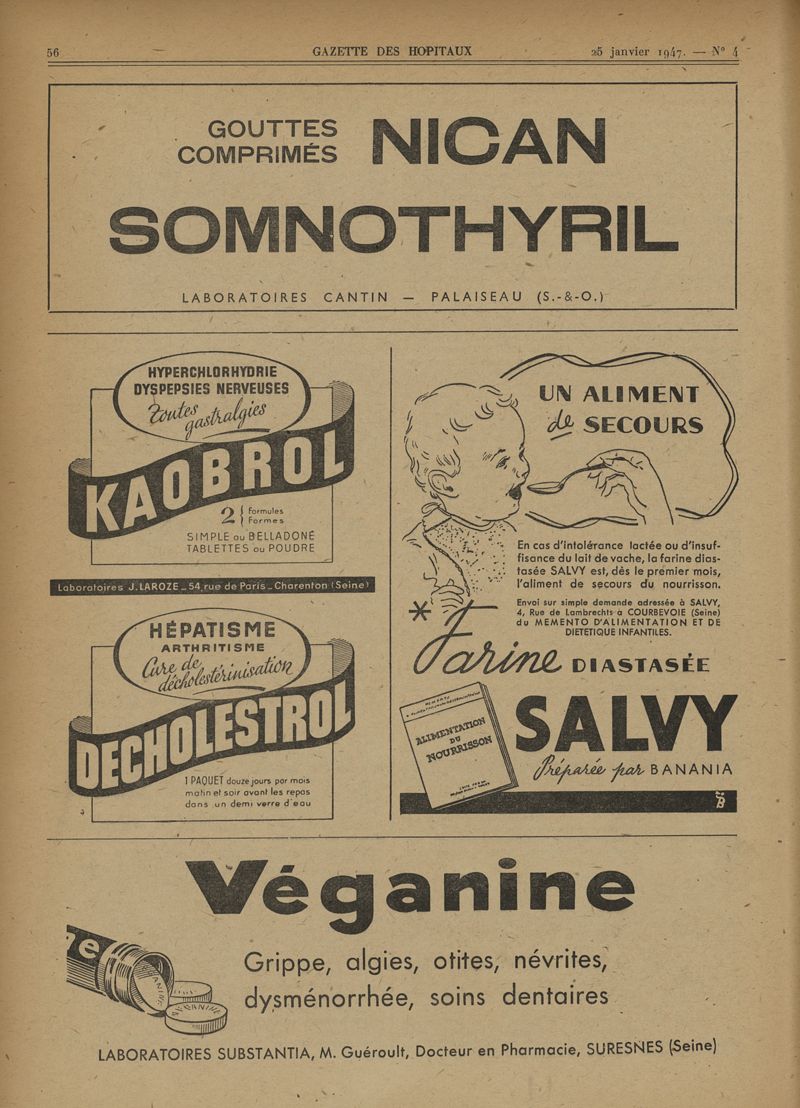 56
GAZETTE DES HOPITAUX
25 janvier 1947. — N° 4
GOUTTES
COMPRIMÉS
NICAN
SOMNOTHYRIL
LABORATOIRES CANTIN — PALAISEAU (S.-&-O.)
HYPERCHLORHYDRIE
DYSPEPSIES NERVEUSES
Toutes
gastralgies
KAOBROL
2 { formules
Formes
SIMPLE ou BELLADONÉ
TABLETTES ou POUDRE
Laboratoires J. LAROZE _ 54 rue de Paris _ Charenton (Seine)
HÉPATISME
ARTHRITISME
Cure de
décholestérinisation
DECHOLESTROL
1 PAQUET douze jours par mois
matin et soir avant les repas
dans un demi verre d'eau
UN ALIMENT
de SECOURS
En cas d'intolérance lactée ou d'insuf-
fisance du lait de vache, la farine dias-
tasée SALVY est, dès le premier mois,
l'aliment de secours du nourrisson.
Envoi sur simple demande adressée à SALVY,
4, Rue de Lambrechts à COURBEVOIE (Seine)
du MEMENTO D'ALIMENTATION ET DE
DIETETIQUE INFANTILES.
* Farine DIASTASÉE
ALIMENTATION
DU
NOURRISSON
SALVY
Préparée par BANANIA
Véganine
Grippe, algies, otites, névrites,
dysménorrhée, soins dentaires
LABORATOIRES SUBSTANTIA, M. Guéroult, Docteur en Pharmacie, SURESNES (Seine)